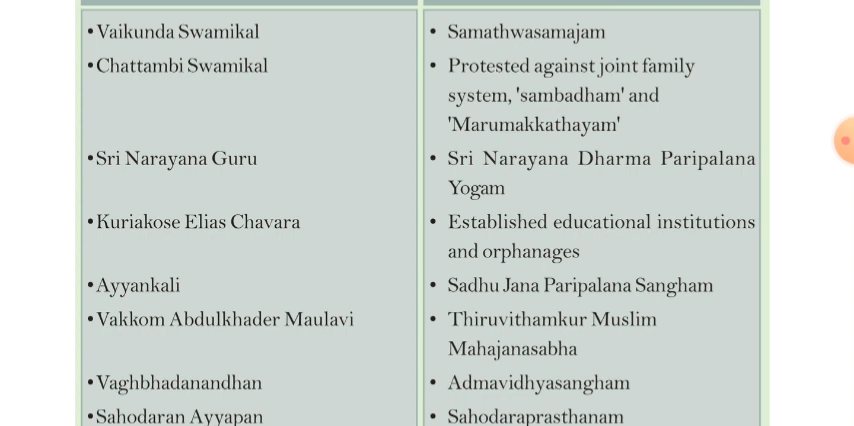 •Vaikunda Swamikal
• Samathwasamajam
•Chattambi Swamikal
• Protested against joint family
system, 'sambadham' and
'Marumakkathayam'
•Sri Narayana Guru
• Sri Narayana Dharma Paripalana
Yogam
•Kuriakose Elias Chavara
• Established educational institutions
and orphanages
•Ayyankali
• Sadhu Jana Paripalana Sangham
•Vakkom Abdulkhader Maulavi
• Thiruvithamkur Muslim
Mahajanasabha
•Vaghbhadanandhan
• Admavidhyasangham
•Sahodaran Ayyapan
• Sahodaraprasthanam